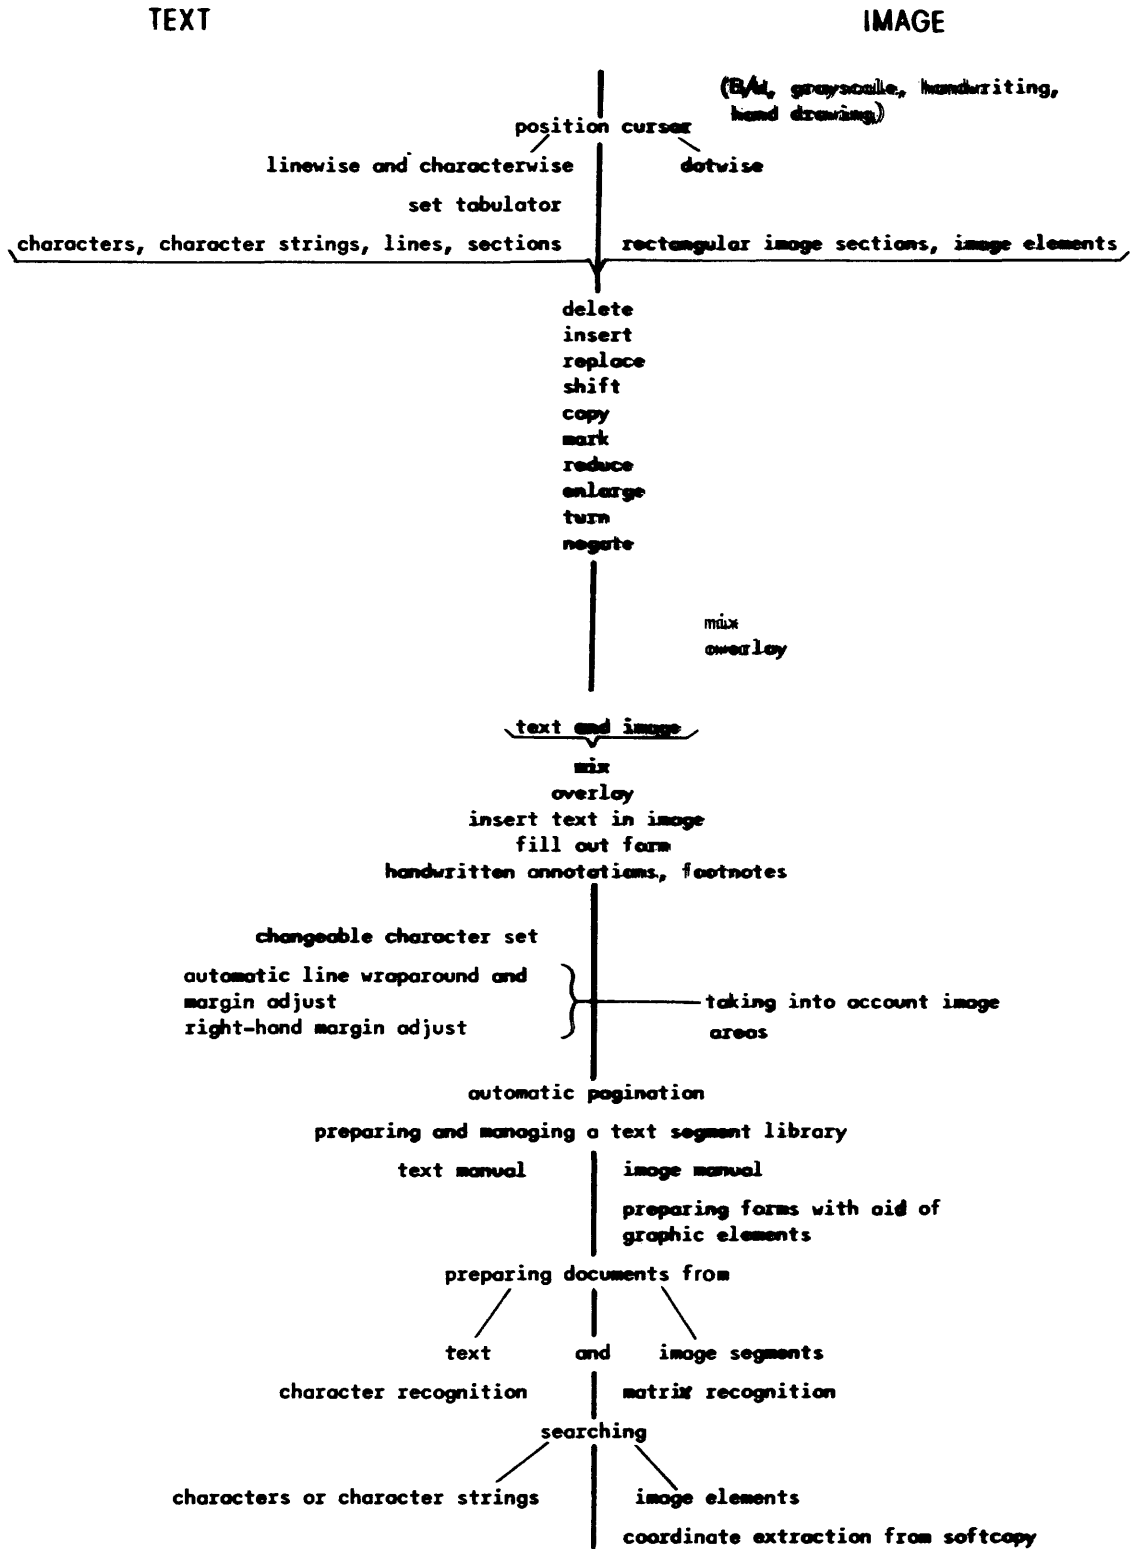 TEXT IMAGE
(B/W, grayscale, handwriting,
hand drawing)
position cursor
linewise and characterwise dotwise
set tabulator
characters, character strings, lines, sections rectangular image sections, image elements
delete
insert
replace
shift
copy
mark
reduce
enlarge
turn
negate
mix
overlay
text and image
mix
overlay
insert text in image
fill out form
handwritten annotations, footnotes
changeable character set
automatic line wraparound and
margin adjust taking into account image
right-hand margin adjust areas
automatic pagination
preparing and managing a text segment library
text manual image manual
preparing forms with aid of
graphic elements
preparing documents from
text and image segments
character recognition matrix recognition
searching
characters or character strings image elements
coordinate extraction from softcopy